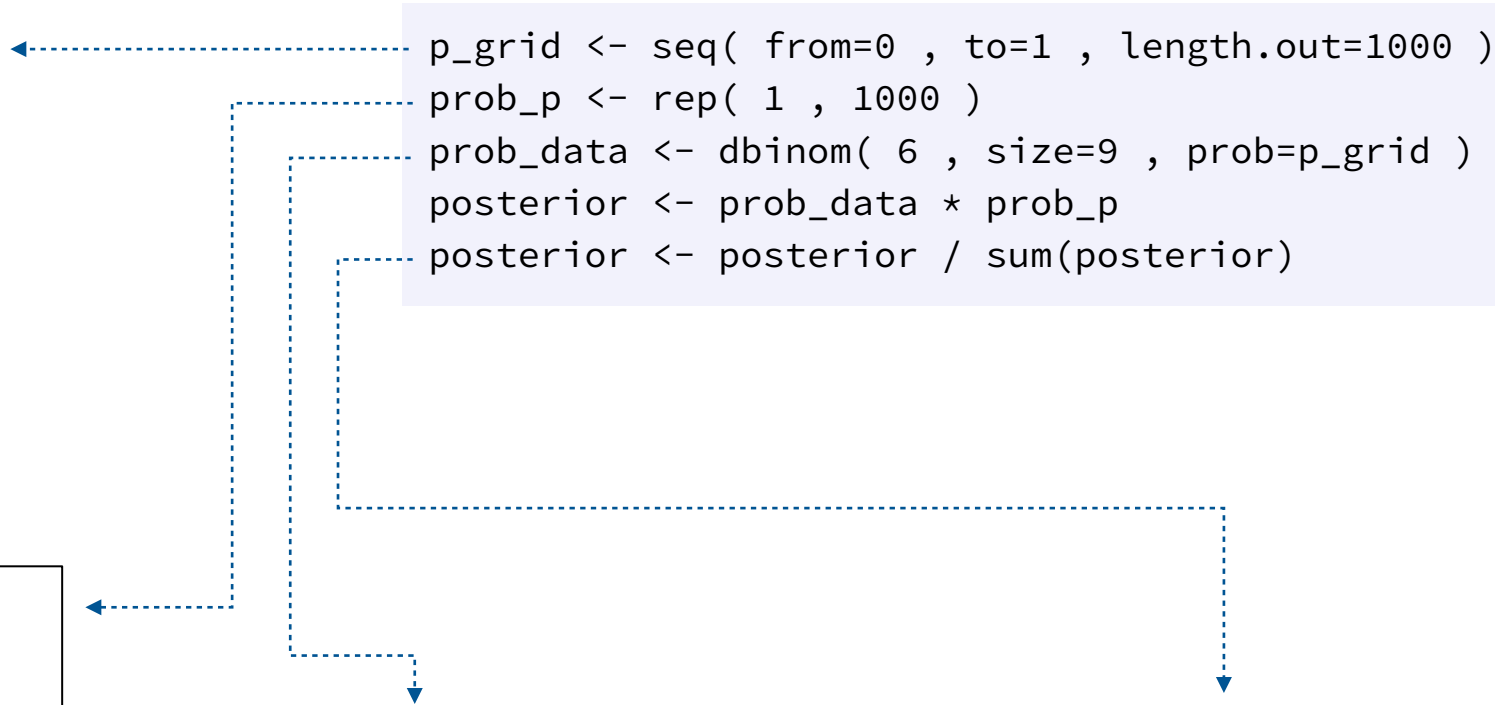 p_grid <- seq( from=0 , to=1 , length.out=1000 )
prob_p <- rep( 1 , 1000 )
prob_data <- dbinom( 6 , size=9 , prob=p_grid )
posterior <- prob_data * prob_p
posterior <- posterior / sum(posterior)